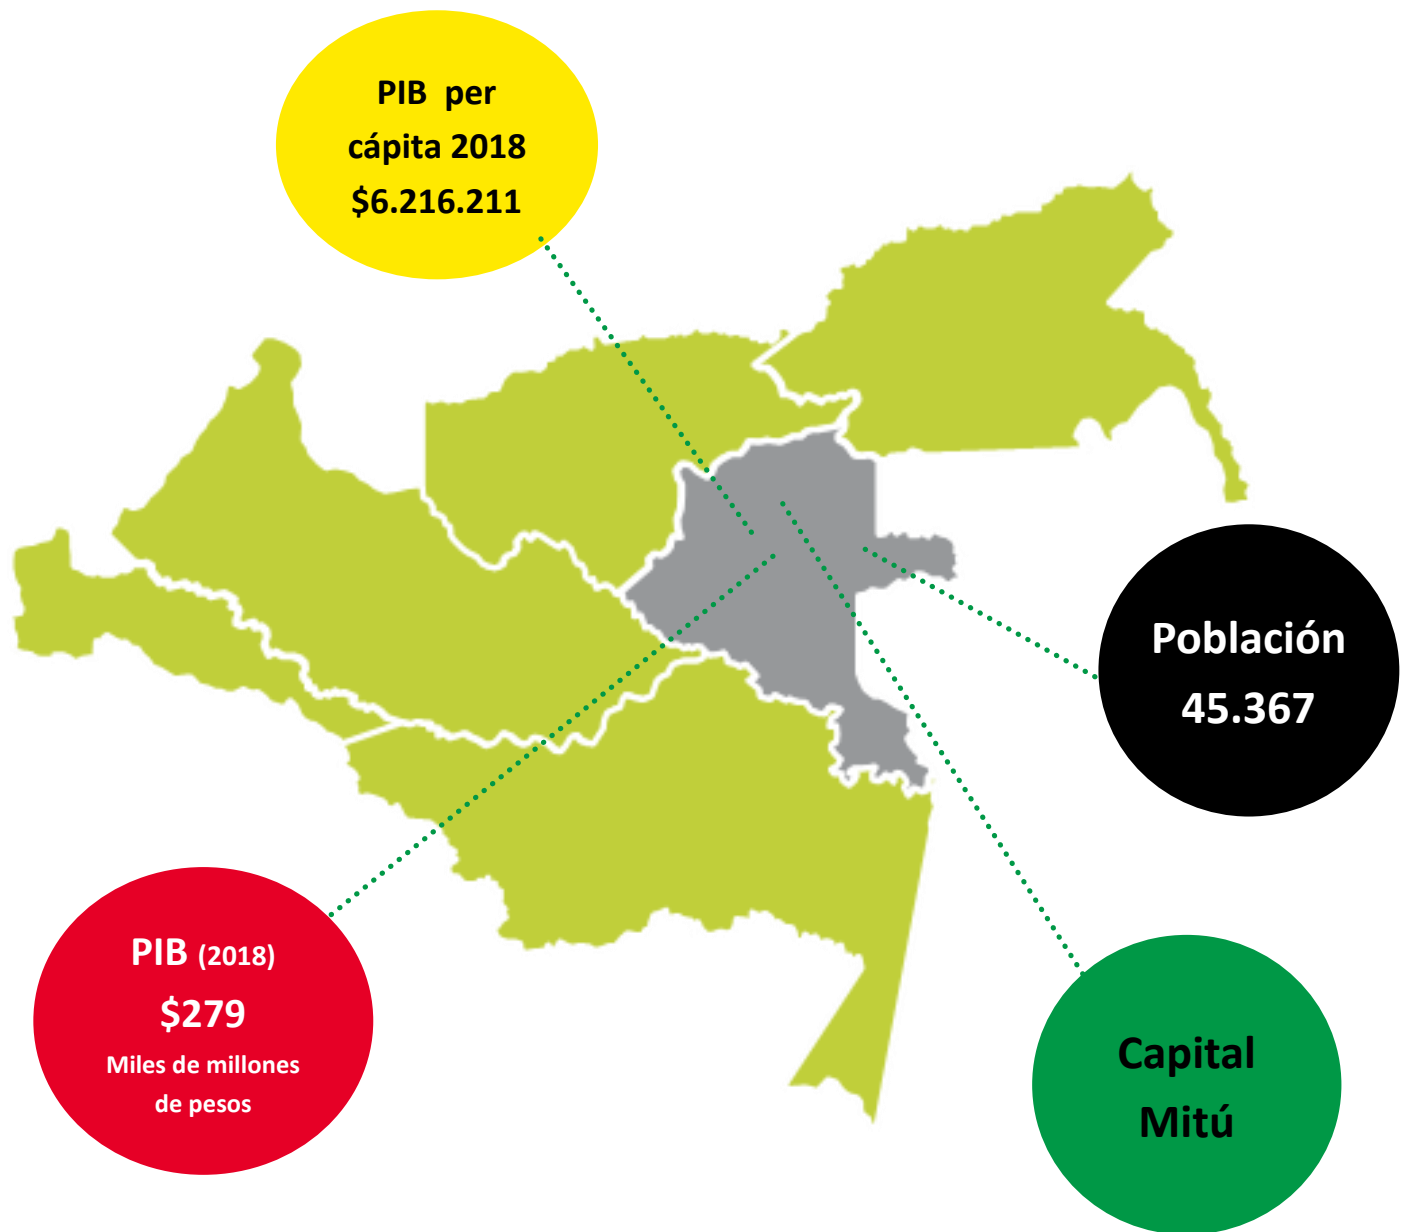 PIB per
cápita 2018
$6.216.211
Población
45.367
PIB (2018)
$279
Miles de millones
de pesos
Capital
Mitú